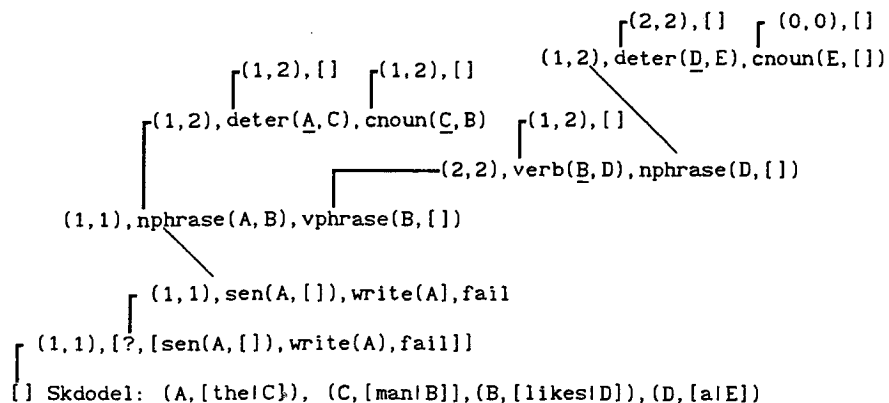 (2,2),[] (0,0),[]
(1,2),[] (1,2),[] (1,2),deter(D,E),cnoun(E,[])
(1,2),deter(A,C),cnoun(C,B) (1,2),[]
(2,2),verb(B,D),nphrase(D,[])
(1,1),nphrase(A,B),vphrase(B,[])
(1,1),sen(A,[]),write(A],fail
(1,1),[?,[sen(A,[]),write(A),fail]]
[] Skdodel: (A,[the|C}), (C,[man|B]],(B,[likes|D]),(D,[a|E])